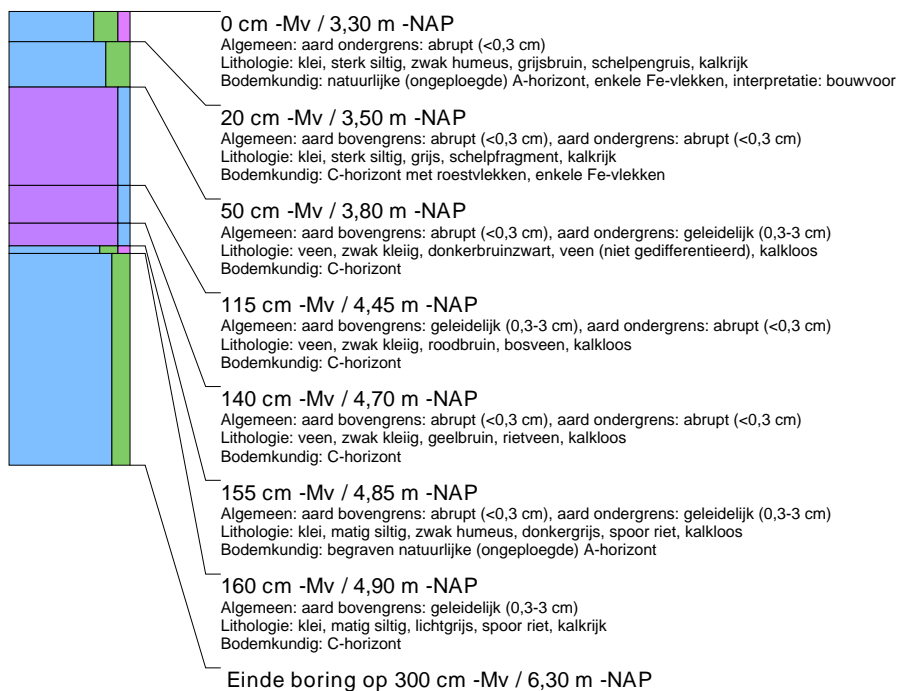 0 cm -Mv / 3,30 m -NAP
Algemeen: aard ondergrens: abrupt (<0,3 cm)
Lithologie: klei, sterk siltig, zwak humeus, grijsbruin, schelpengruis, kalkrijk
Bodemkundig: natuurlijke (ongeploegde) A-horizont, enkele Fe-vlekken, interpretatie: bouwvoor
20 cm -Mv / 3,50 m -NAP
Algemeen: aard bovengrens: abrupt (<0,3 cm), aard ondergrens: abrupt (<0,3 cm)
Lithologie: klei, sterk siltig, grijs, schelpfragment, kalkrijk
Bodemkundig: C-horizont met roestvlekken, enkele Fe-vlekken
50 cm -Mv / 3,80 m -NAP
Algemeen: aard bovengrens: abrupt (<0,3 cm), aard ondergrens: geleidelijk (0,3-3 cm)
Lithologie: veen, zwak kleiig, donkerbruinzwart, veen (niet gedifferentieerd), kalkloos
Bodemkundig: C-horizont
115 cm -Mv / 4,45 m -NAP
Algemeen: aard bovengrens: geleidelijk (0,3-3 cm), aard ondergrens: abrupt (<0,3 cm)
Lithologie: veen, zwak kleiig, roodbruin, bosveen, kalkloos
Bodemkundig: C-horizont
140 cm -Mv / 4,70 m -NAP
Algemeen: aard bovengrens: abrupt (<0,3 cm), aard ondergrens: abrupt (<0,3 cm)
Lithologie: veen, zwak kleiig, geelbruin, rietveen, kalkloos
Bodemkundig: C-horizont
155 cm -Mv / 4,85 m -NAP
Algemeen: aard bovengrens: abrupt (<0,3 cm), aard ondergrens: geleidelijk (0,3-3 cm)
Lithologie: klei, matig siltig, zwak humeus, donkergrijs, spoor riet, kalkloos
Bodemkundig: begraven natuurlijke (ongeploegde) A-horizont
160 cm -Mv / 4,90 m -NAP
Algemeen: aard bovengrens: geleidelijk (0,3-3 cm)
Lithologie: klei, matig siltig, lichtgrijs, spoor riet, kalkrijk
Bodemkundig: C-horizont
Einde boring op 300 cm -Mv / 6,30 m -NAP